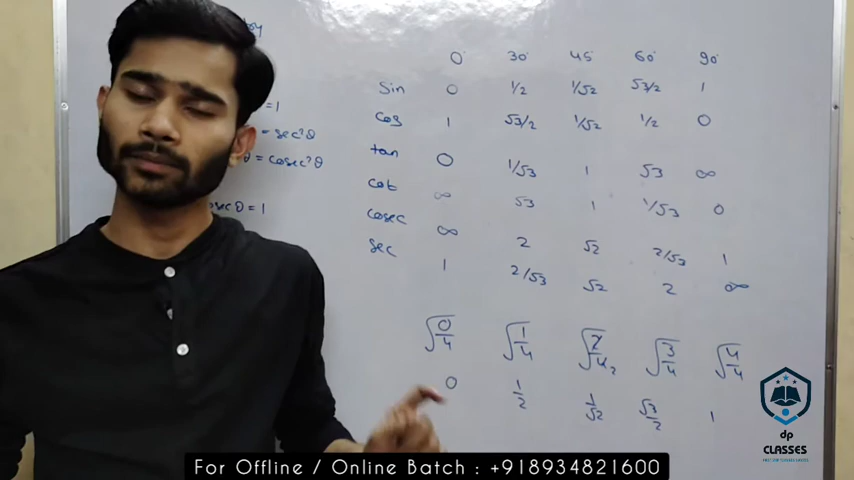 = 1
= sec²θ
= cosec²θ
cosec θ = 1
0° 30° 45° 60° 90°
Sin 0 1/2 1/√2 √3/2 1
Cos 1 √3/2 1/√2 1/2 0
tan 0 1/√3 1 √3 ∞
Cot ∞ √3 1 1/√3 0
Cosec ∞ 2 √2 2/√3 1
Sec 1 2/√3 √2 2 ∞
√0/4 √1/4 √2/4₂ √3/4 √4/4
0 1/2 1/√2 √3/2 1
dp
CLASSES
For Offline / Online Batch : +918934821600